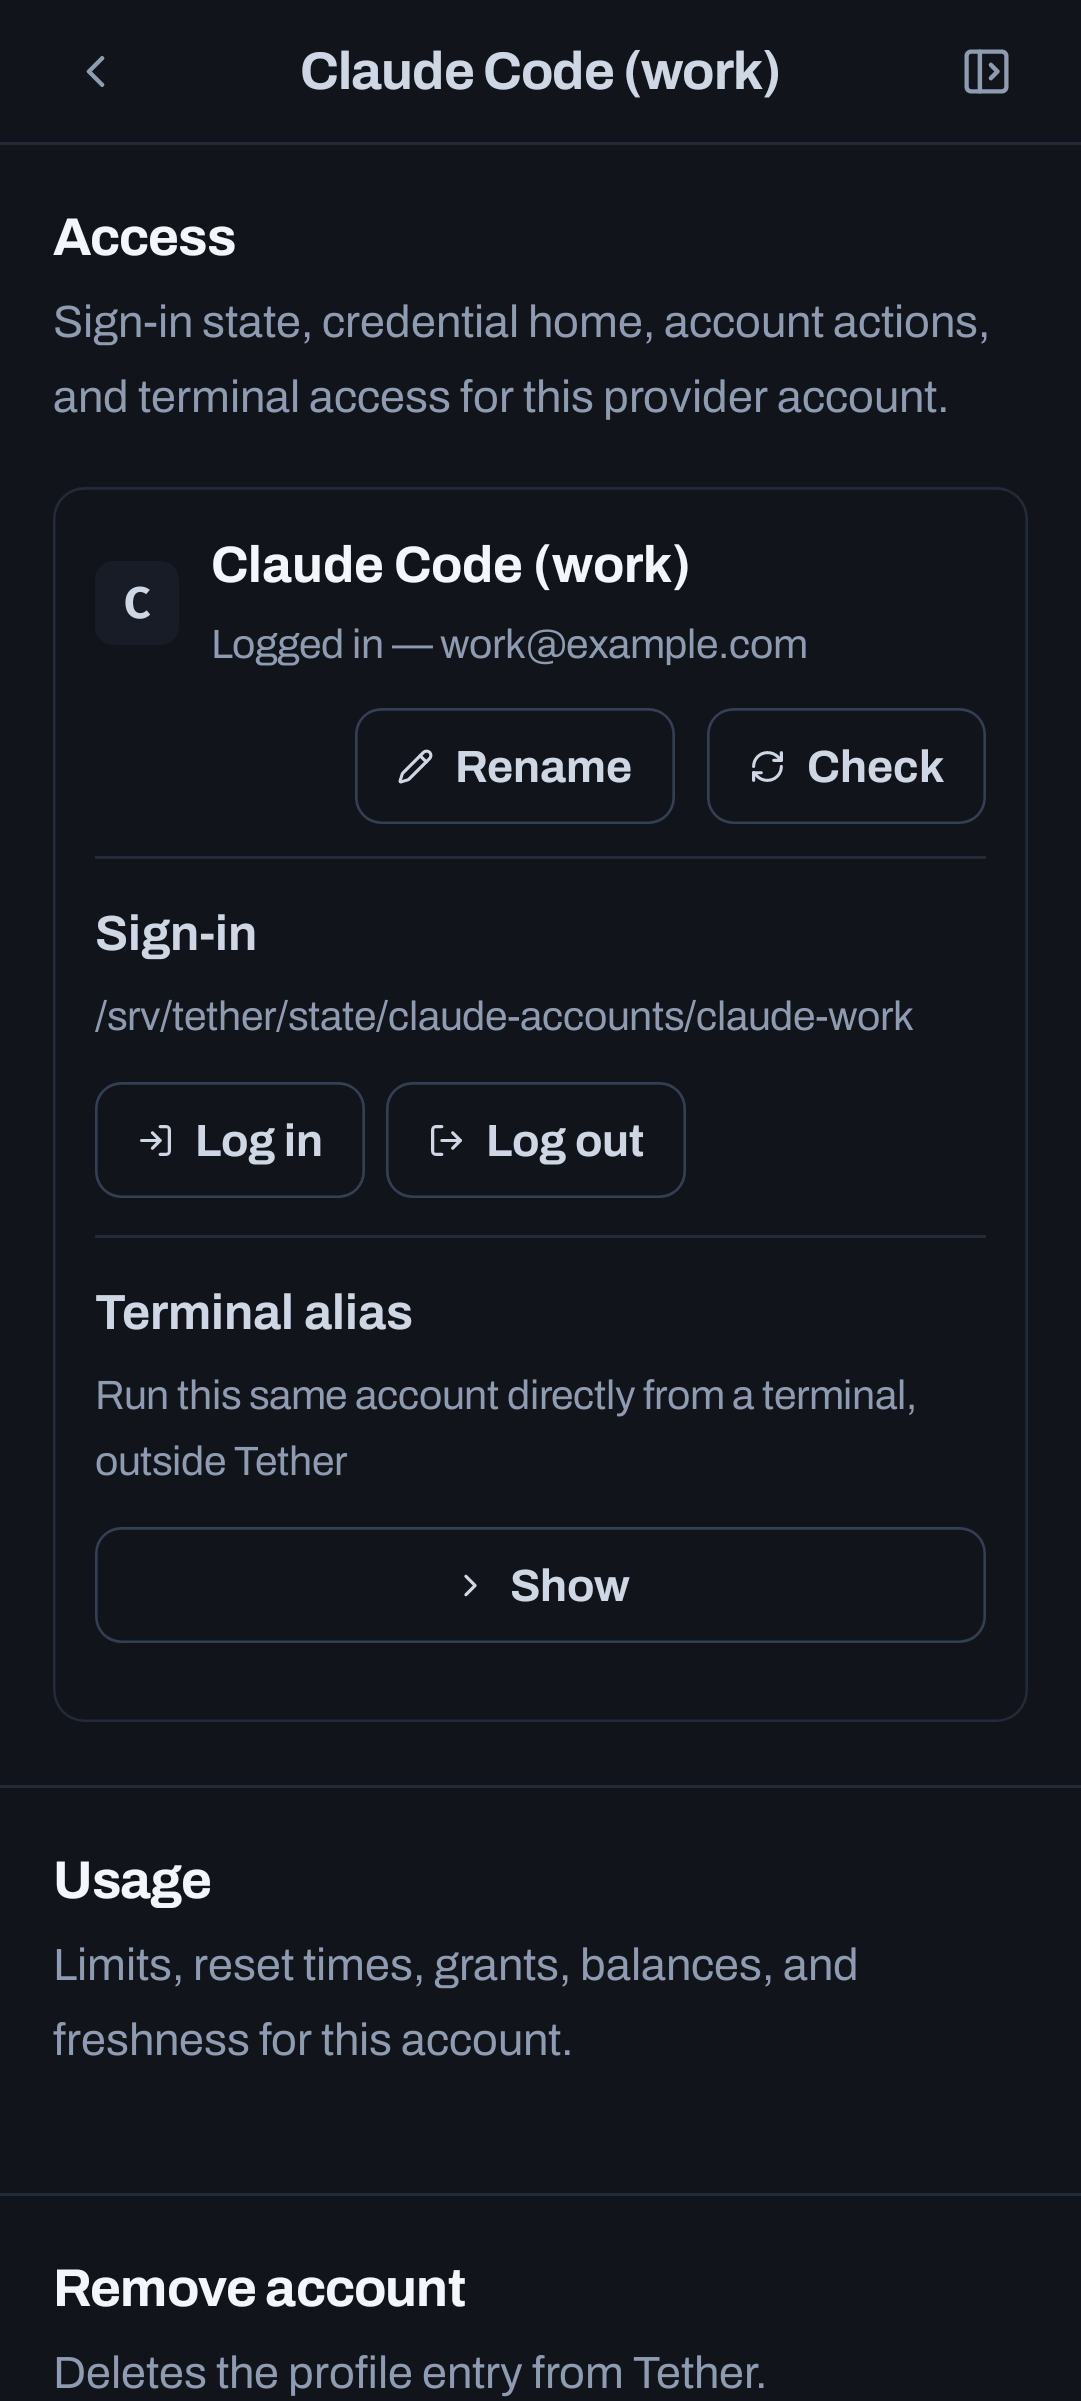 Claude Code (work)
Access
Sign-in state, credential home, account actions,
and terminal access for this provider account.
C
Claude Code (work)
Logged in — work@example.com
Rename
Check
Sign-in
/srv/tether/state/claude-accounts/claude-work
Log in
Log out
Terminal alias
Run this same account directly from a terminal,
outside Tether
Show
Usage
Limits, reset times, grants, balances, and
freshness for this account.
Remove account
Deletes the profile entry from Tether.